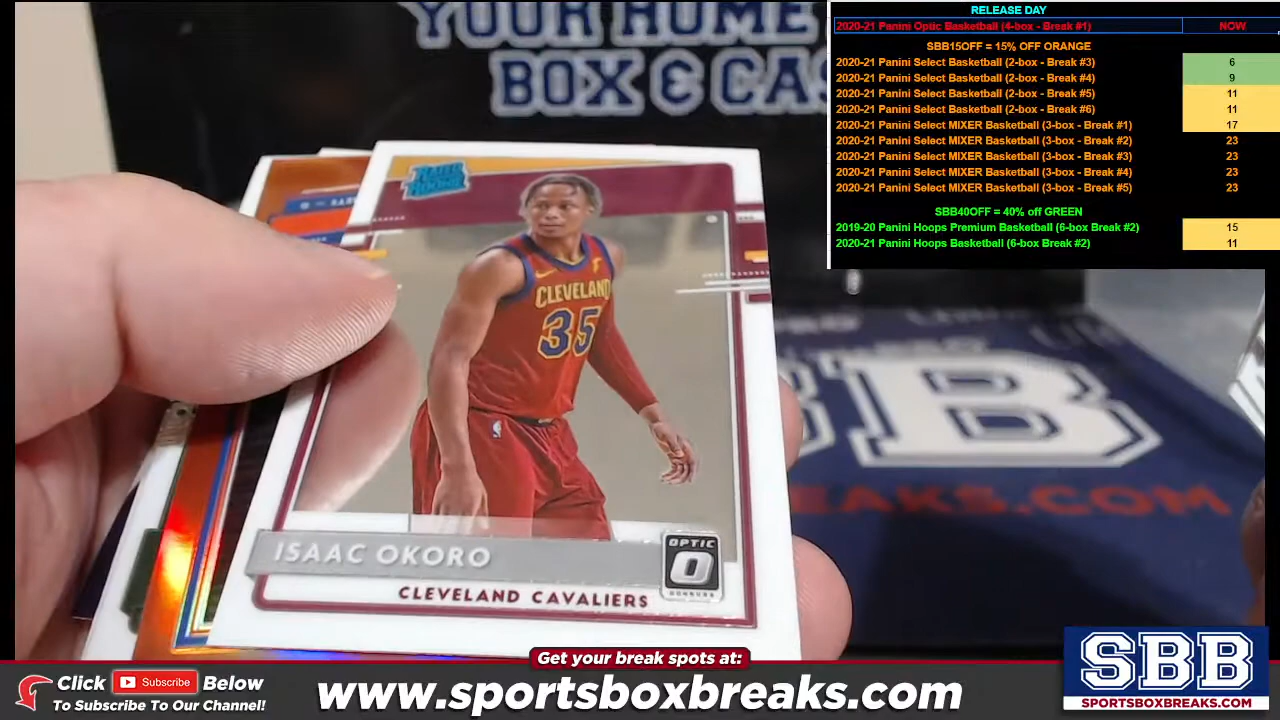 YOUR HOME
BOX & CAS
RELEASE DAY
2020-21 Panini Optic Basketball (4-box - Break #1) NOW
SBB15OFF = 15% OFF ORANGE
2020-21 Panini Select Basketball (2-box - Break #3) 6
2020-21 Panini Select Basketball (2-box - Break #4) 9
2020-21 Panini Select Basketball (2-box - Break #5) 11
2020-21 Panini Select Basketball (2-box - Break #6) 11
2020-21 Panini Select MIXER Basketball (3-box - Break #1) 17
2020-21 Panini Select MIXER Basketball (3-box - Break #2) 23
2020-21 Panini Select MIXER Basketball (3-box - Break #3) 23
2020-21 Panini Select MIXER Basketball (3-box - Break #4) 23
2020-21 Panini Select MIXER Basketball (3-box - Break #5) 23
SBB40OFF = 40% off GREEN
2019-20 Panini Hoops Premium Basketball (6-box Break #2) 15
2020-21 Panini Hoops Basketball (6-box Break #2) 11
RATED
ROOKIE
CLEVELAND
35
ISAAC OKORO
OPTIC
O
DONRUSS
CLEVELAND CAVALIERS
B
REAKS.COM
Get your break spots at:
Click Subscribe Below
To Subscribe To Our Channel!
www.sportsboxbreaks.com
SBB
SPORTSBOXBREAKS.COM